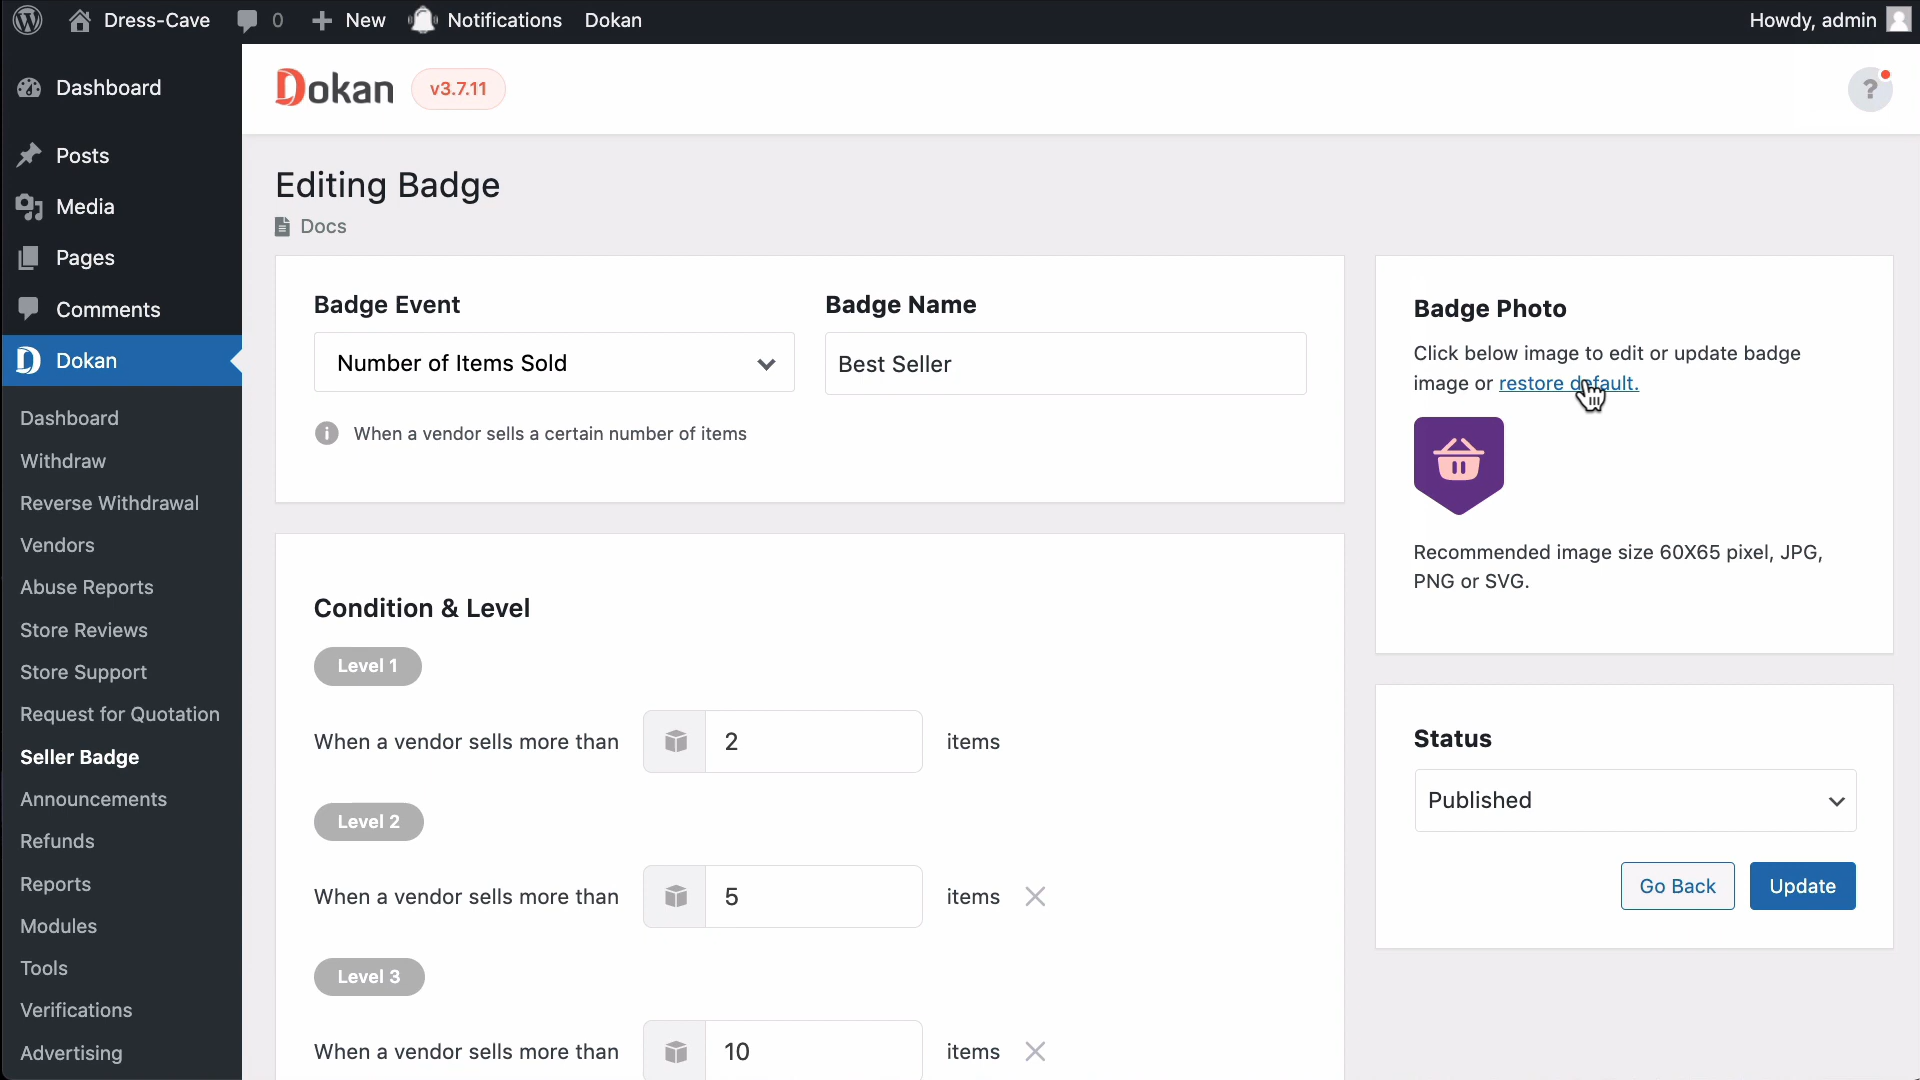 Dress-Cave 0 New Notifications Dokan Howdy, admin
Dashboard
Posts
Media
Pages
Comments
Dokan
Dashboard
Withdraw
Reverse Withdrawal
Vendors
Abuse Reports
Store Reviews
Store Support
Request for Quotation
Seller Badge
Announcements
Refunds
Reports
Modules
Tools
Verifications
Advertising
Dokan v3.7.11 ?
Editing Badge
Docs
Badge Event
Number of Items Sold
When a vendor sells a certain number of items
Badge Name
Best Seller
Condition & Level
Level 1
When a vendor sells more than 2 items
Level 2
When a vendor sells more than 5 items
Level 3
When a vendor sells more than 10 items
Badge Photo
Click below image to edit or update badge
image or restore default.
Recommended image size 60X65 pixel, JPG,
PNG or SVG.
Status
Published
Go Back Update